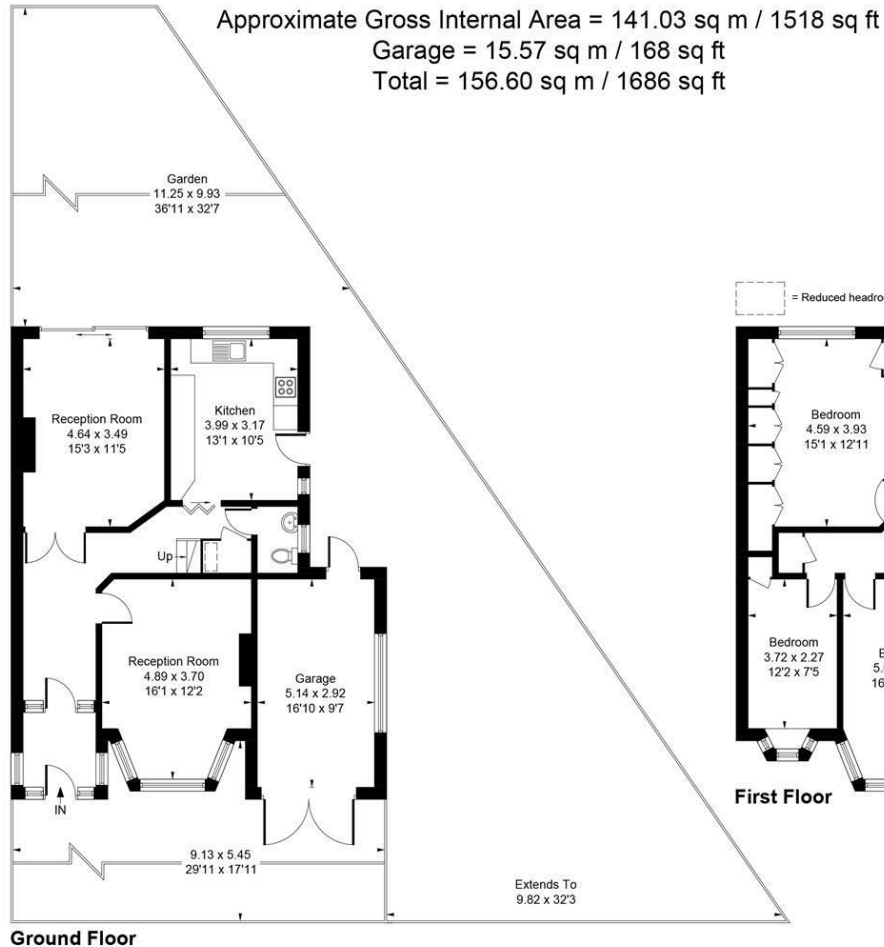 Approximate Gross Internal Area = 141.03 sq m / 1518 sq ft
Garage = 15.57 sq m / 168 sq ft
Total = 156.60 sq m / 1686 sq ft
Garden
11.25 x 9.93
36'11 x 32'7
Reception Room
4.64 x 3.49
15'3 x 11'5
Kitchen
3.99 x 3.17
13'1 x 10'5
Up
Reception Room
4.89 x 3.70
16'1 x 12'2
Garage
5.14 x 2.92
16'10 x 9'7
IN
9.13 x 5.45
29'11 x 17'11
Extends To
9.82 x 32'3
Ground Floor
= Reduced
Bedroom
4.59 x 3.93
15'1 x 12'11
Bedroom
3.72 x 2.27
12'2 x 7'5
First Floor